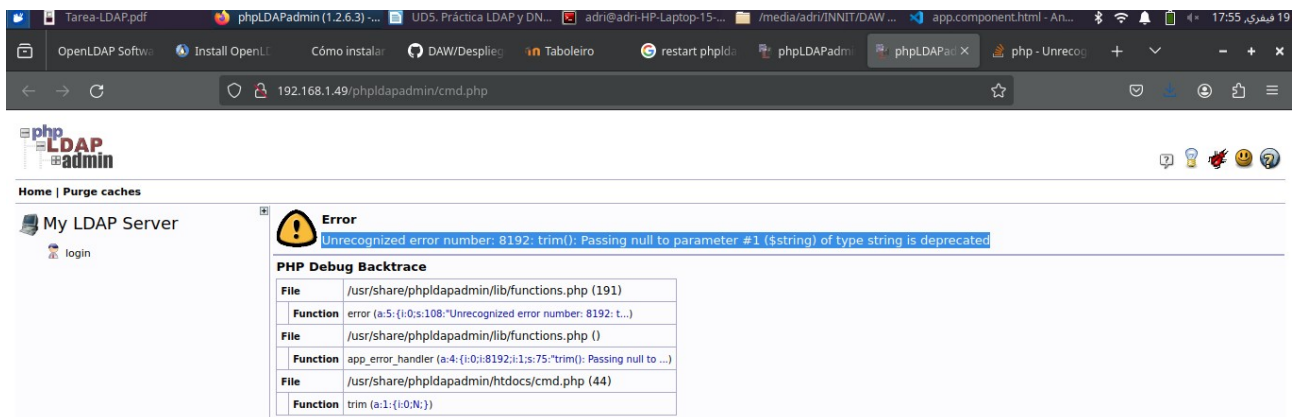 Tarea-LDAP.pdf
phpLDAPadmin (1.2.6.3) -...
UD5. Práctica LDAP y DN...
adri@adri-HP-Laptop-15-...
/media/adri/INNIT/DAW ...
app.component.html - An...
19 فيفري, 17:55
OpenLDAP Softwa
Install OpenLD
Cómo instalar
DAW/Desplieg
Taboleiro
restart phplda
phpLDAPadmi
phpLDAPad
php - Unrecog
192.168.1.49/phpldapadmin/cmd.php
php
LDAP
admin
Home | Purge caches
My LDAP Server
login
Error
Unrecognized error number: 8192: trim(): Passing null to parameter #1 ($string) of type string is deprecated
PHP Debug Backtrace
File /usr/share/phpldapadmin/lib/functions.php (191)
Function error (a:5:{i:0;s:108:"Unrecognized error number: 8192: t...)
File /usr/share/phpldapadmin/lib/functions.php ()
Function app_error_handler (a:4:{i:0;i:8192;i:1;s:75:"trim(): Passing null to ...)
File /usr/share/phpldapadmin/htdocs/cmd.php (44)
Function trim (a:1:{i:0;N;})